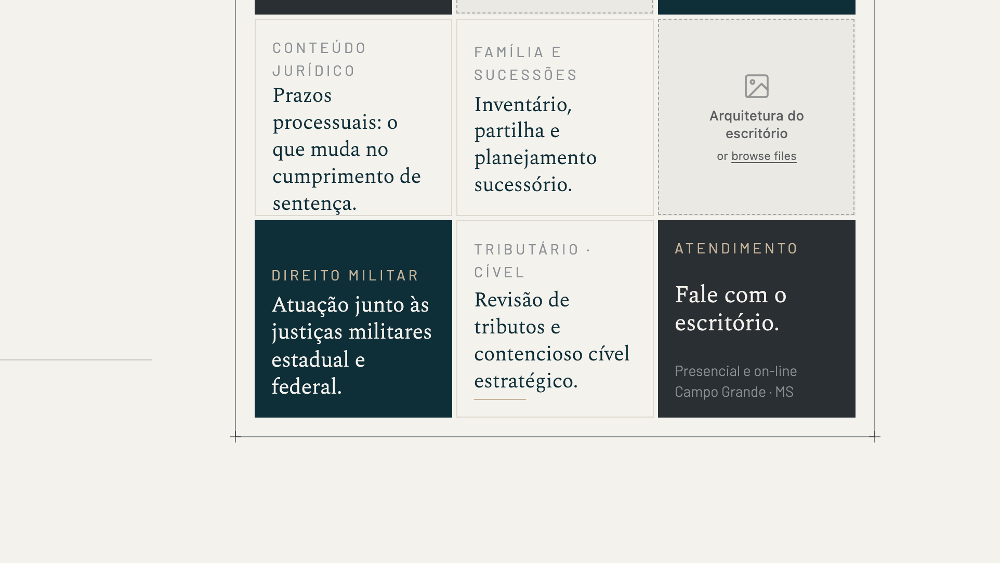 CONTEÚDO
JURÍDICO
Prazos
processuais: o
que muda no
cumprimento de
sentença.
FAMÍLIA E
SUCESSÕES
Inventário,
partilha e
planejamento
sucessório.
Arquitetura do
escritório
or browse files
DIREITO MILITAR
Atuação junto às
justiças militares
estadual e
federal.
TRIBUTÁRIO ·
CÍVEL
Revisão de
tributos e
contencioso cível
estratégico.
ATENDIMENTO
Fale com o
escritório.
Presencial e on-line
Campo Grande · MS